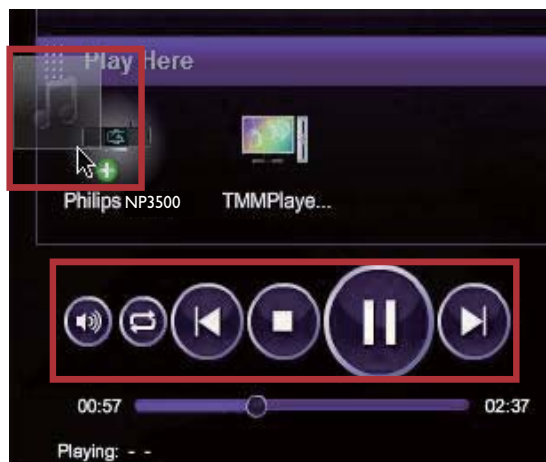 Play Here
Philips NP3500
TMMPlaye...
00:57
02:37
Playing: - -